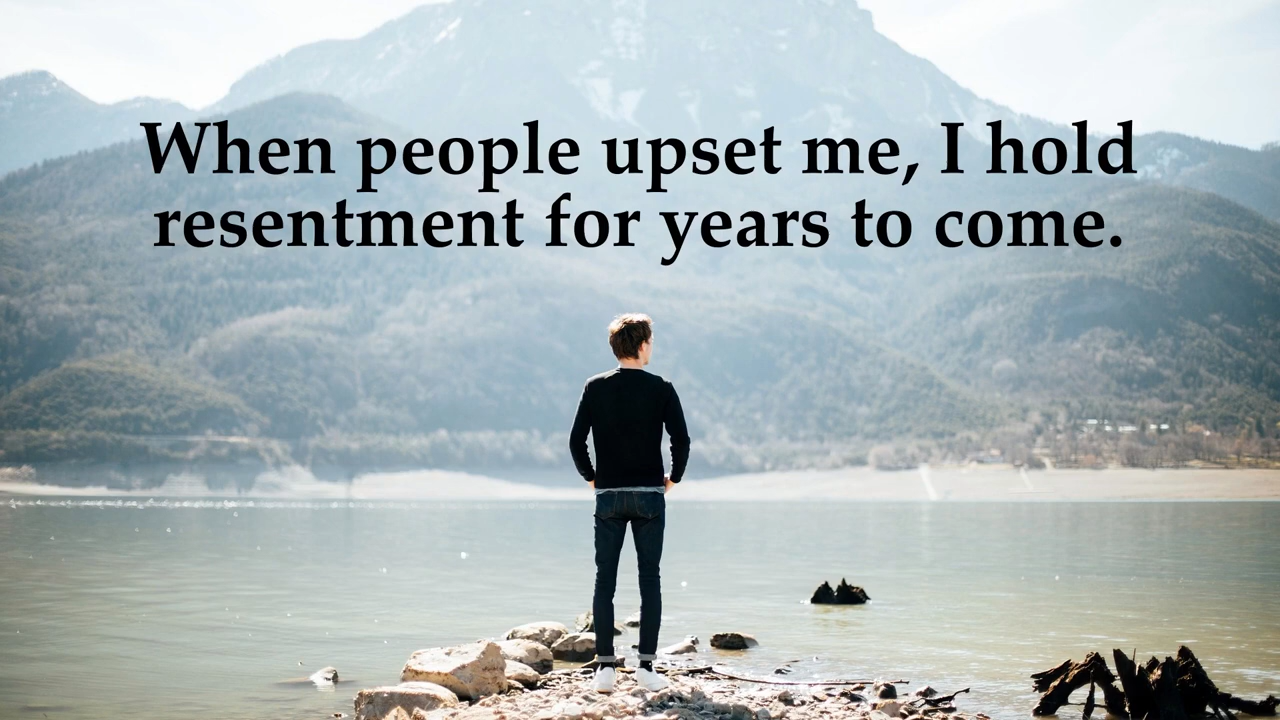 When people upset me, I hold
resentment for years to come.